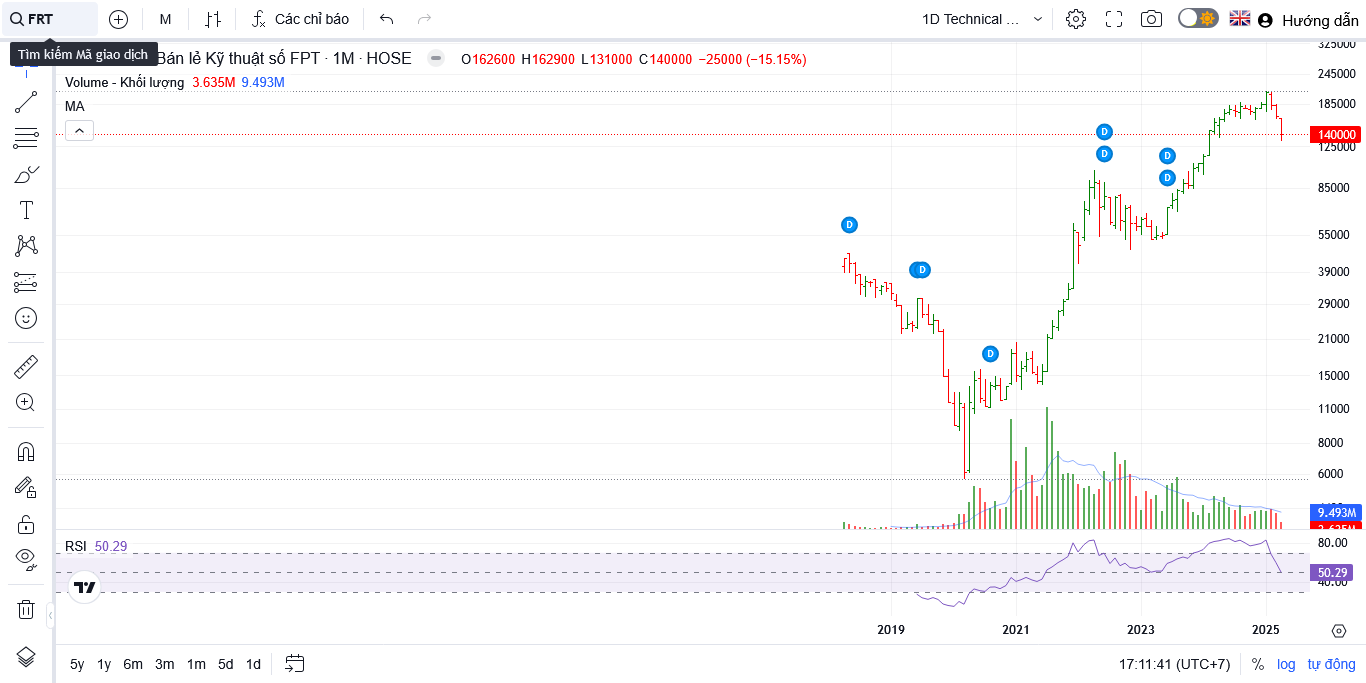 FRT
M
Các chỉ báo
1D Technical ...
Hướng dẫn
Tìm kiếm Mã giao dịch
Bán lẻ Kỹ thuật số FPT · 1M · HOSE
O162600 H162900 L131000 C140000 −25000 (−15.15%)
Volume - Khối lượng 3.635M 9.493M
MA
325000
245000
185000
140000
125000
85000
55000
39000
29000
21000
15000
11000
8000
6000
9.493M
3.635M
D
D
D
D
D
D
D
D
RSI 50.29
80.00
50.29
40.00
2019 2021 2023 2025
5y 1y 6m 3m 1m 5d 1d
17:11:41 (UTC+7) % log tự động